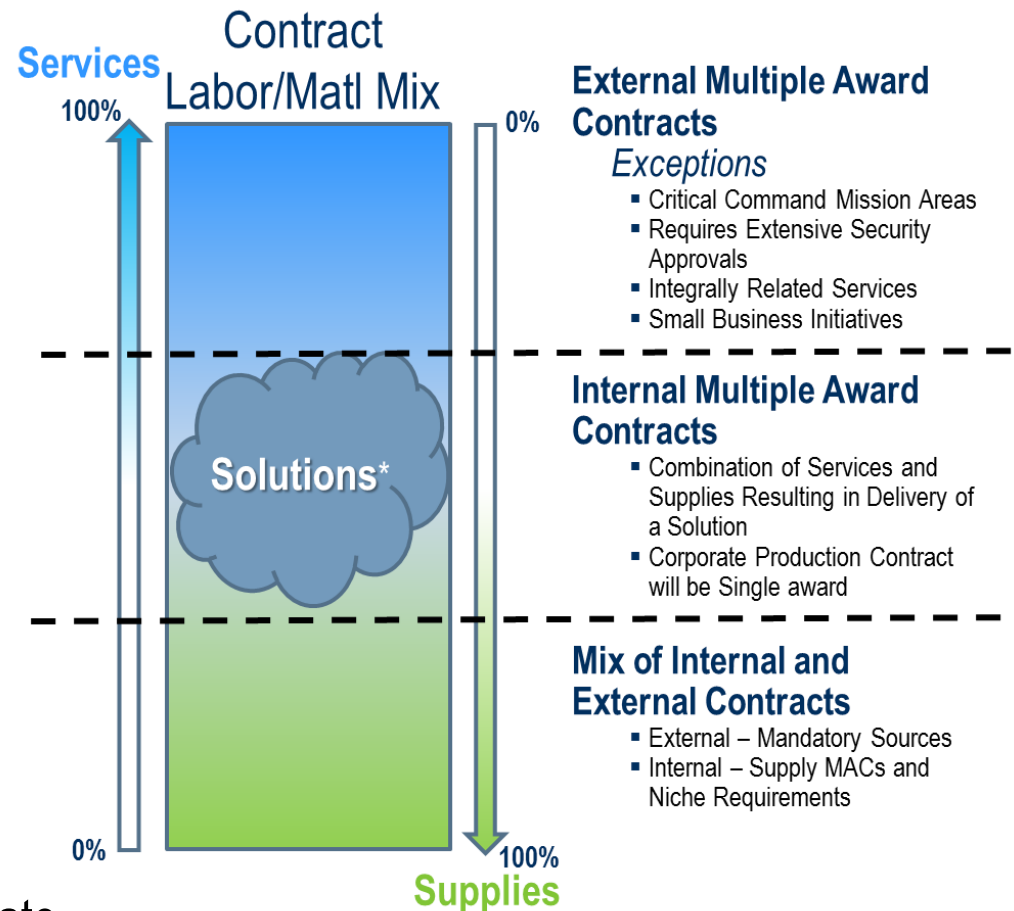 Contract
Labor/Matl Mix
Services
100%
0%
Solutions*
0%
100%
Supplies
External Multiple Award
Contracts
Exceptions
▪ Critical Command Mission Areas
▪ Requires Extensive Security
Approvals
▪ Integrally Related Services
▪ Small Business Initiatives
Internal Multiple Award
Contracts
▪ Combination of Services and
Supplies Resulting in Delivery of
a Solution
▪ Corporate Production Contract
will be Single award
Mix of Internal and
External Contracts
▪ External – Mandatory Sources
▪ Internal – Supply MACs and
Niche Requirements